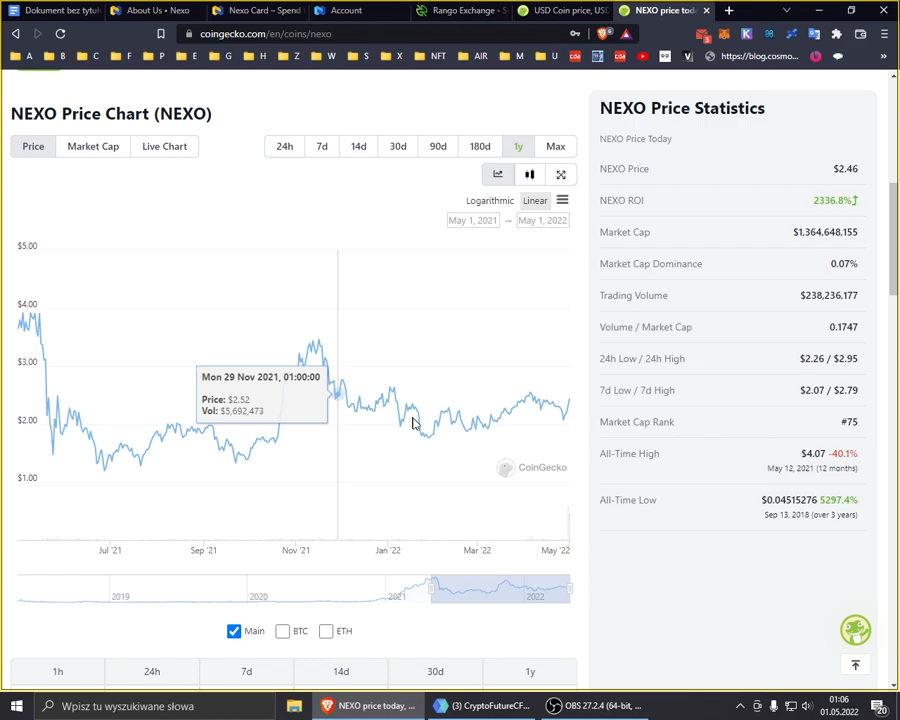 Dokument bez tytuł
About Us • Nexo
Nexo Card – Spend
Account
Rango Exchange - S
USD Coin price, USD
NEXO price tod
coingecko.com/en/coins/nexo
A B C E F P E G H Z W S X NFT AIR M U https://blog.cosmo... »
NEXO Price Chart (NEXO)
Price Market Cap Live Chart 24h 7d 14d 30d 90d 180d 1y Max
Logarithmic Linear
May 1, 2021 → May 1, 2022
$5.00
$4.00
$3.00
$2.00
$1.00
Mon 29 Nov 2021, 01:00:00
Price: $2.52
Vol: $5,692,473
CoinGecko
Jul '21 Sep '21 Nov '21 Jan '22 Mar '22 May '22
2019 2020 2021 2022
Main BTC ETH
1h 24h 7d 14d 30d 1y
NEXO Price Statistics
NEXO Price Today
NEXO Price $2.46
NEXO ROI 2336.8%
Market Cap $1,364,648,155
Market Cap Dominance 0.07%
Trading Volume $238,236,177
Volume / Market Cap 0.1747
24h Low / 24h High $2.26 / $2.95
7d Low / 7d High $2.07 / $2.79
Market Cap Rank #75
All-Time High $4.07 -40.1%
May 12, 2021 (12 months)
All-Time Low $0.04515276 5297.4%
Sep 13, 2018 (over 3 years)
Wpisz tu wyszukiwane słowa
NEXO price today, ...
(3) CryptoFutureCF...
OBS 27.2.4 (64-bit, ...
01:06
01.05.2022
20